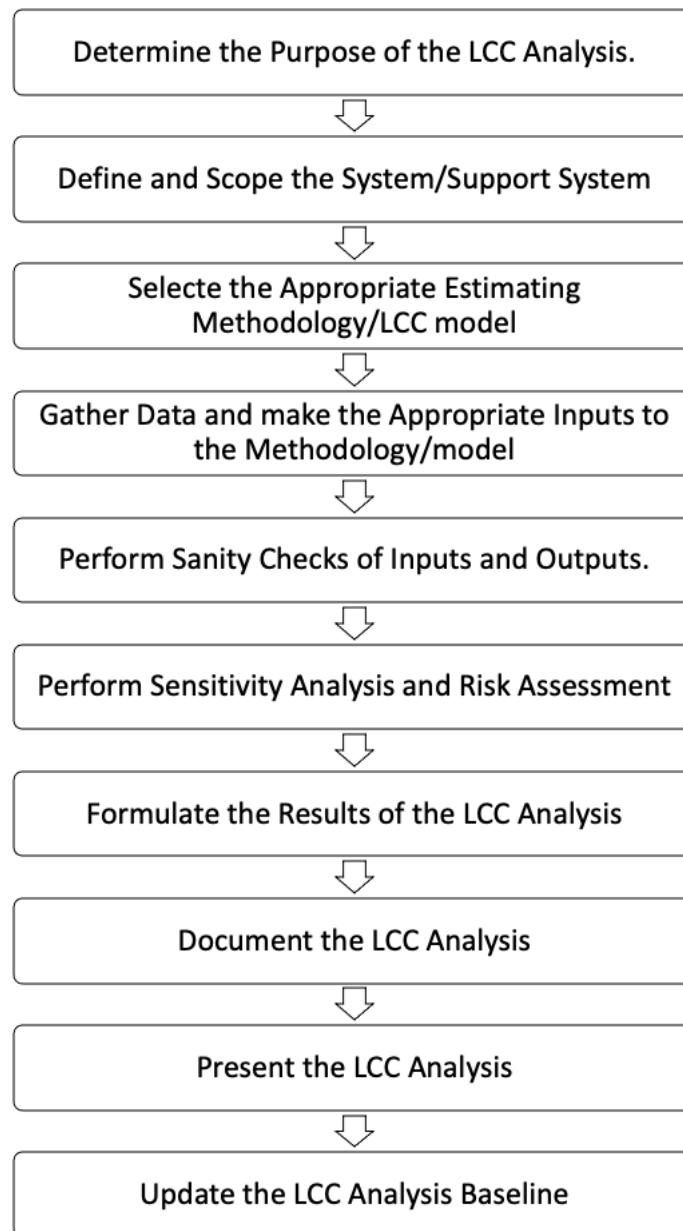 Determine the Purpose of the LCC Analysis.
Define and Scope the System/Support System
Selecte the Appropriate Estimating
Methodology/LCC model
Gather Data and make the Appropriate Inputs to
the Methodology/model
Perform Sanity Checks of Inputs and Outputs.
Perform Sensitivity Analysis and Risk Assessment
Formulate the Results of the LCC Analysis
Document the LCC Analysis
Present the LCC Analysis
Update the LCC Analysis Baseline